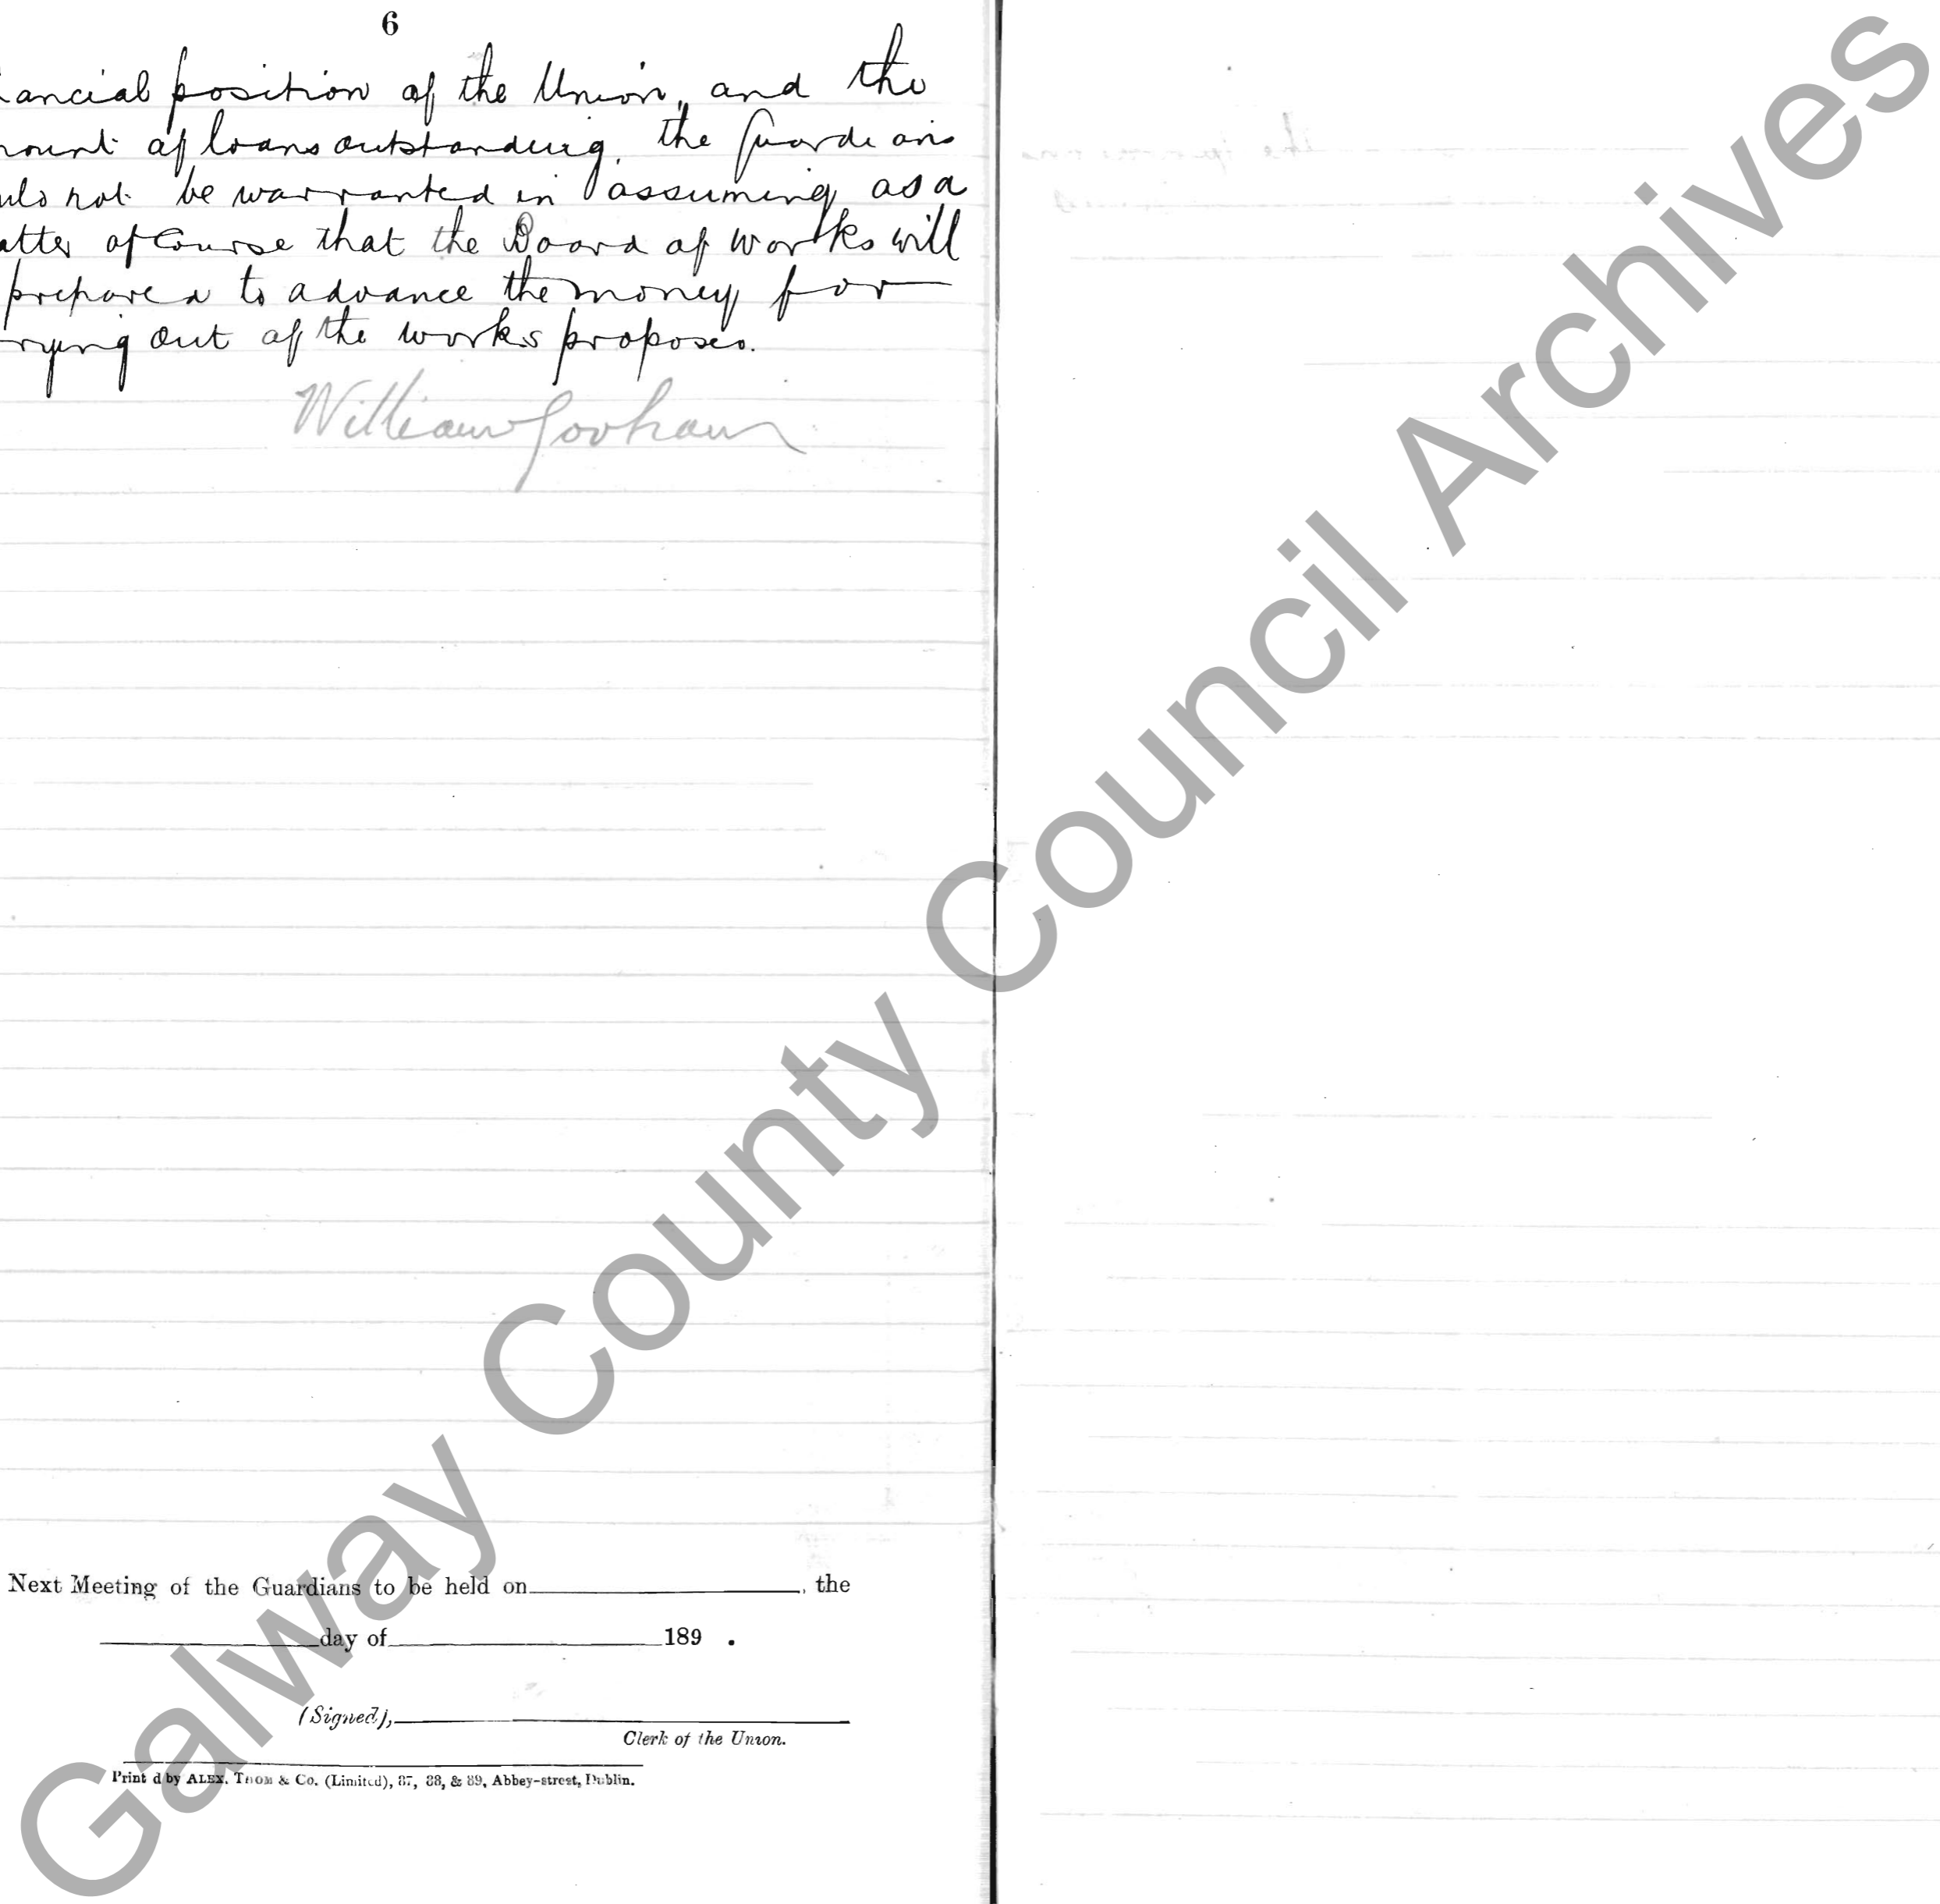 6
ancial position of the Union, and the
ount of loans outstanding, the Guardians
uld not be warranted in assuming as a
atter of Course that the Board of Works will
prepared to advance the money for
rying out of the works proposed.
William Gorham
Next Meeting of the Guardians to be held on , the
day of 189 .
(Signed),
Clerk of the Union.
Printed by ALEX. THOM & Co. (Limited), 87, 88, & 89, Abbey-street, Dublin.
Galway County Council Archives